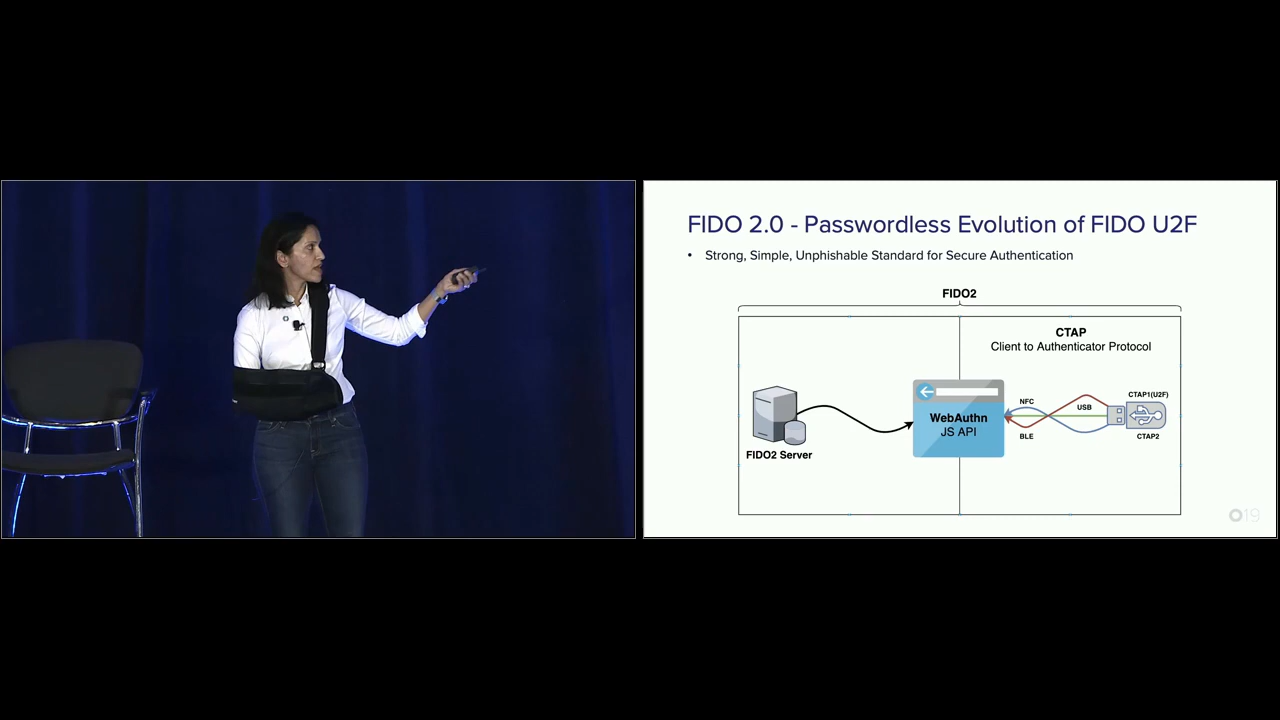 FIDO 2.0 - Passwordless Evolution of FIDO U2F
• Strong, Simple, Unphishable Standard for Secure Authentication
FIDO2
CTAP
Client to Authenticator Protocol
CTAP1(U2F)
NFC
USB
WebAuthn
JS API
BLE
CTAP2
FIDO2 Server
O19